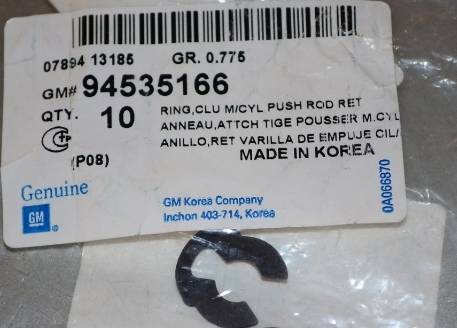 07894 13185 GR. 0.775
GM# 94535166
QTY. 10 RING,CLU M/CYL PUSH ROD RET
ANNEAU,ATTCH TIGE POUSSER M.CYL
ANILLO,RET VARILLA DE EMPUJE CIL/
(P08) MADE IN KOREA
Genuine
GM
GM Korea Company
Inchon 403-714, Korea
0A066870